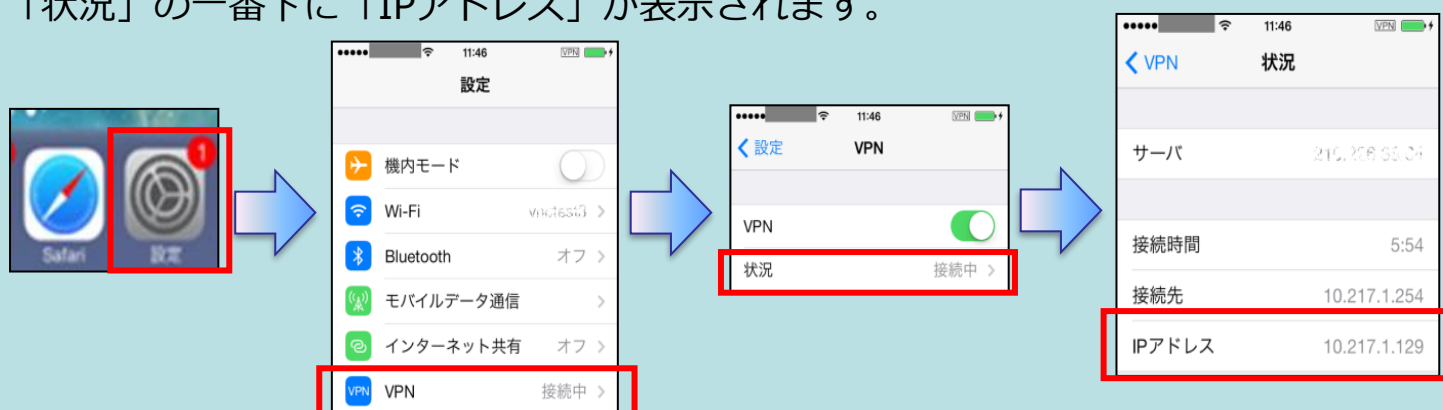 「状況」の一番下に「IPアドレス」が表示されます。
Safari
設定
1
11:46
VPN
設定
機内モード
Wi-Fi
Bluetooth
オフ
モバイルデータ通信
インターネット共有
オフ
VPN
VPN
接続中
11:46
VPN
設定
VPN
VPN
状況
接続中
11:46
VPN
VPN
状況
サーバ
接続時間
5:54
接続先
10.217.1.254
IPアドレス
10.217.1.129